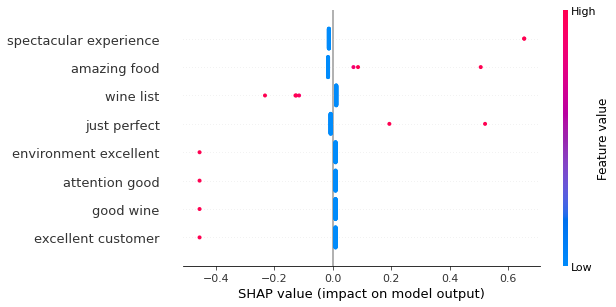 High
spectacular experience
amazing food
wine list
just perfect
environment excellent
attention good
good wine
excellent customer
Feature value
Low
−0.4 −0.2 0.0 0.2 0.4 0.6
SHAP value (impact on model output)